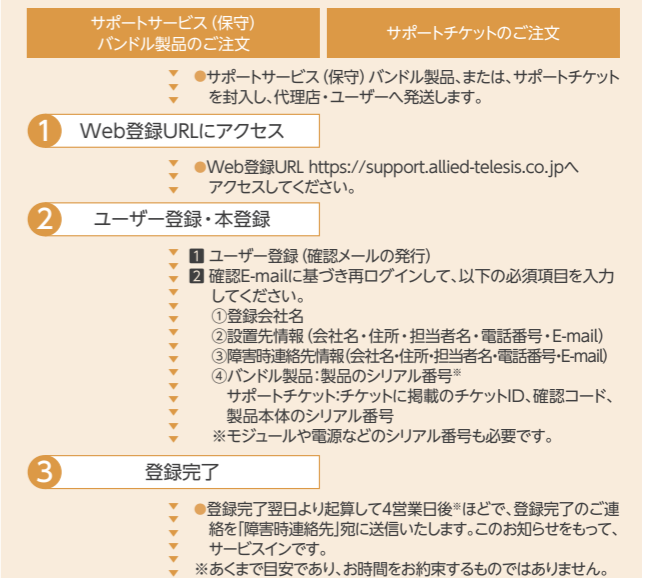 サポートサービス(保守)
バンドル製品のご注文
サポートチケットのご注文
●サポートサービス(保守)バンドル製品、または、サポートチケット
を封入し、代理店・ユーザーへ発送します。
1 Web登録URLにアクセス
●Web登録URL https://support.allied-telesis.co.jpへ
アクセスしてください。
2 ユーザー登録・本登録
1 ユーザー登録(確認メールの発行)
2 確認E-mailに基づき再ログインして、以下の必須項目を入力
してください。
①登録会社名
②設置先情報(会社名・住所・担当者名・電話番号・E-mail)
③障害時連絡先情報(会社名・住所・担当者名・電話番号・E-mail)
④バンドル製品：製品のシリアル番号※
サポートチケット：チケットに掲載のチケットID、確認コード、
製品本体のシリアル番号
※モジュールや電源などのシリアル番号も必要です。
3 登録完了
●登録完了翌日より起算して4営業日後※ほどで、登録完了のご連
絡を「障害時連絡先」宛に送信いたします。このお知らせをもって、
サービスインです。
※あくまで目安であり、お時間をお約束するものではありません。